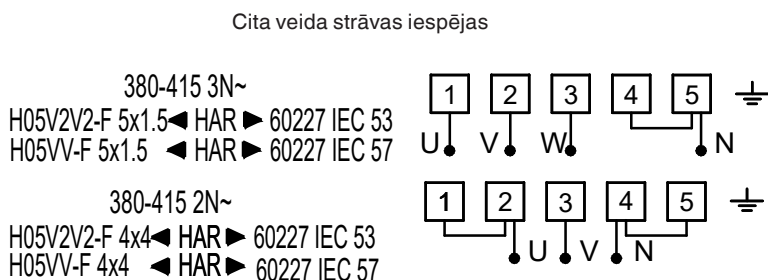 Cita veida strāvas iespējas
380-415 3N~
H05V2V2-F 5x1.5 ◄ HAR ► 60227 IEC 53
H05VV-F 5x1.5 ◄ HAR ► 60227 IEC 57
1 2 3 4 5
U V W N
380-415 2N~
H05V2V2-F 4x4 ◄ HAR ► 60227 IEC 53
H05VV-F 4x4 ◄ HAR ► 60227 IEC 57
1 2 3 4 5
U V N